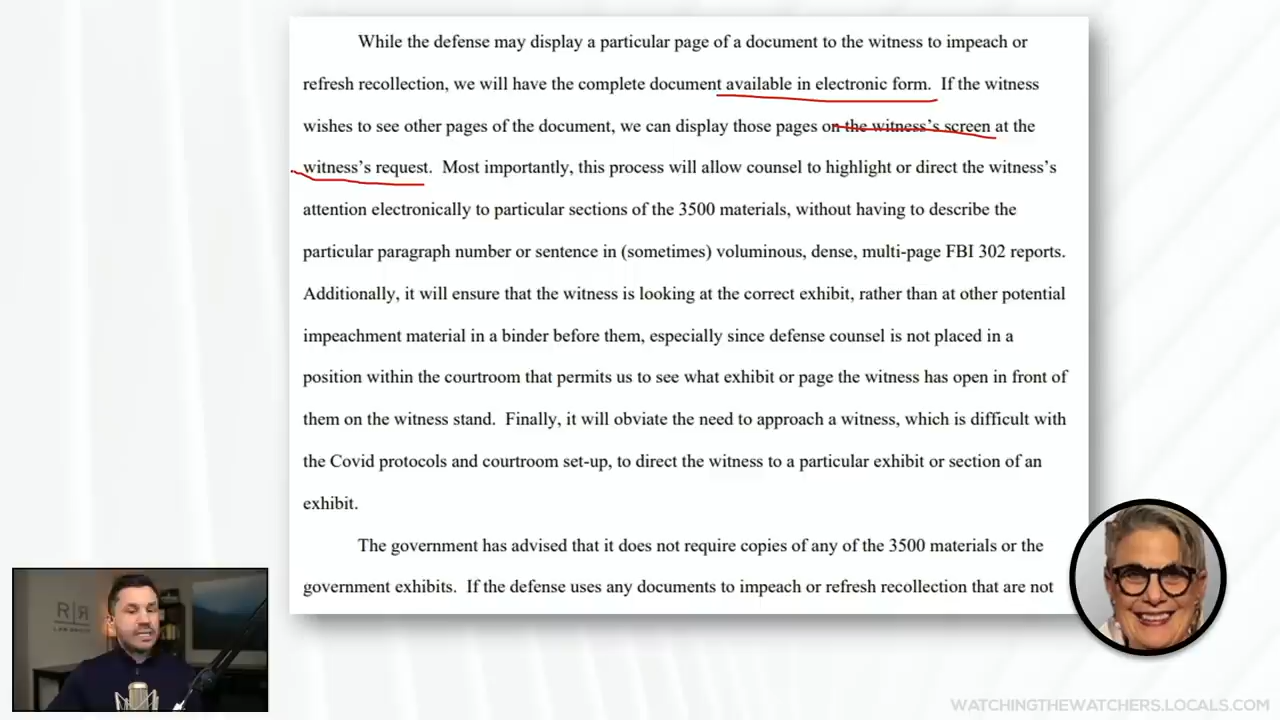 While the defense may display a particular page of a document to the witness to impeach or
refresh recollection, we will have the complete document available in electronic form.  If the witness
wishes to see other pages of the document, we can display those pages on the witness's screen at the
witness's request.  Most importantly, this process will allow counsel to highlight or direct the witness's
attention electronically to particular sections of the 3500 materials, without having to describe the
particular paragraph number or sentence in (sometimes) voluminous, dense, multi-page FBI 302 reports.
Additionally, it will ensure that the witness is looking at the correct exhibit, rather than at other potential
impeachment material in a binder before them, especially since defense counsel is not placed in a
position within the courtroom that permits us to see what exhibit or page the witness has open in front of
them on the witness stand.  Finally, it will obviate the need to approach a witness, which is difficult with
the Covid protocols and courtroom set-up, to direct the witness to a particular exhibit or section of an
exhibit.
The government has advised that it does not require copies of any of the 3500 materials or the
government exhibits.  If the defense uses any documents to impeach or refresh recollection that are not
WATCHINGTHEWATCHERS.LOCALS.COM